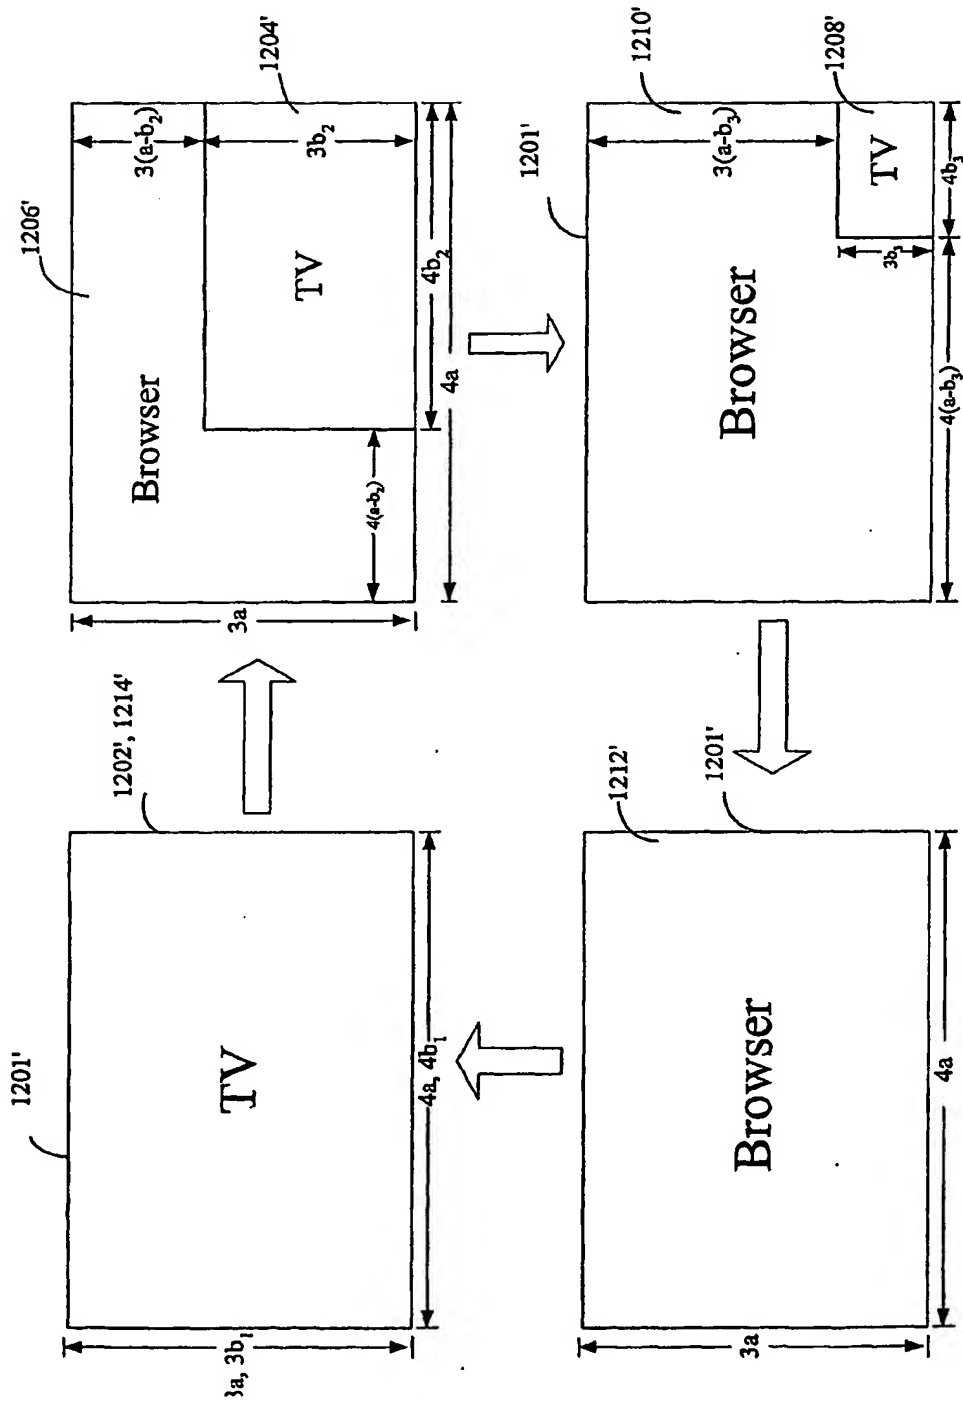 1201'
TV
3a, 3b₁
4a, 4b₁
1202', 1214'
1206'
Browser
3a
3(a-b₂)
1204'
3b₂
TV
4(a-b₂)
4b₂
4a
Browser
3a
1212'
1201'
4a
1201'
1210'
Browser
3(a-b₃)
1208'
TV
3b₃
4(a-b₃)
4b₃